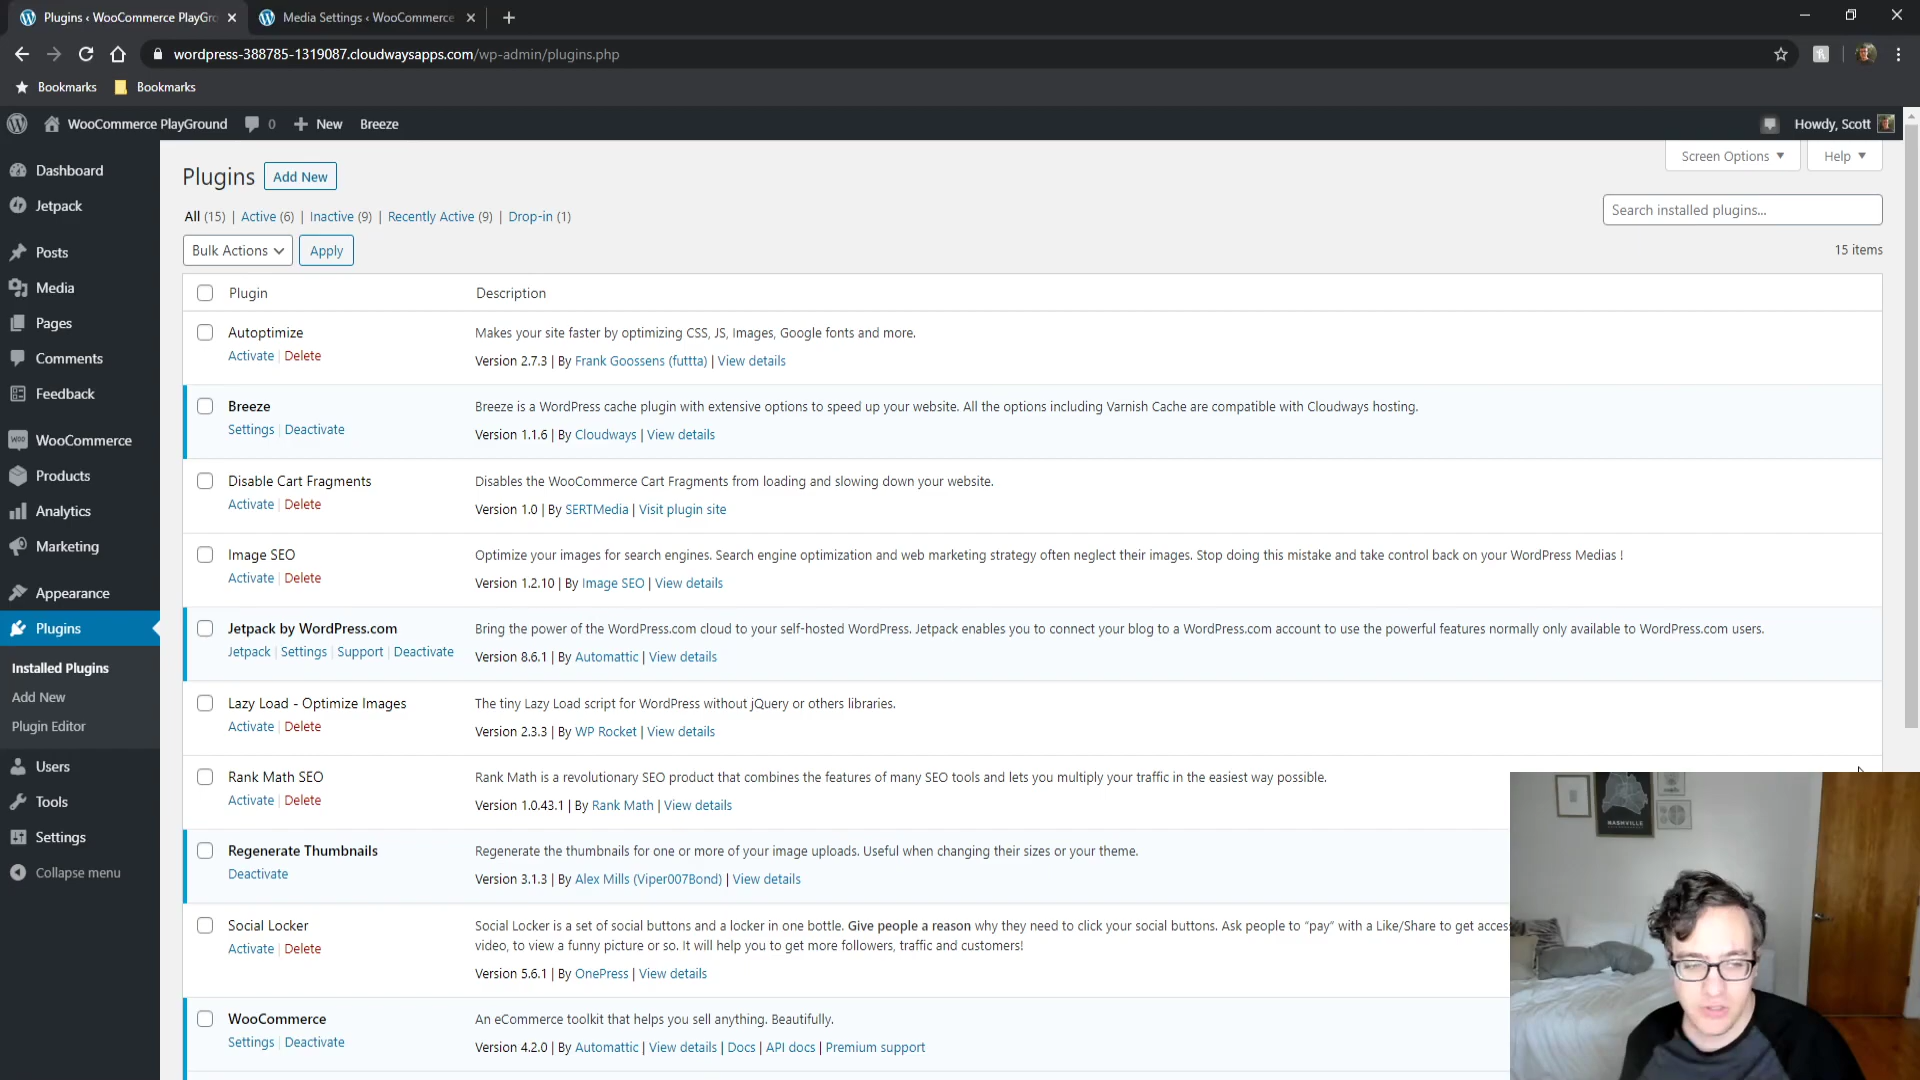 Plugins ‹ WooCommerce PlayGro
Media Settings ‹ WooCommerce
wordpress-388785-1319087.cloudwaysapps.com/wp-admin/plugins.php
Bookmarks
Bookmarks
WooCommerce PlayGround
0
New
Breeze
Howdy, Scott
Dashboard
Jetpack
Posts
Media
Pages
Comments
Feedback
WooCommerce
Products
Analytics
Marketing
Appearance
Plugins
Installed Plugins
Add New
Plugin Editor
Users
Tools
Settings
Collapse menu
Screen Options
Help
Plugins
Add New
All (15) | Active (6) | Inactive (9) | Recently Active (9) | Drop-in (1)
Search installed plugins...
Bulk Actions
Apply
15 items
Plugin
Description
Autoptimize
Activate | Delete
Makes your site faster by optimizing CSS, JS, Images, Google fonts and more.
Version 2.7.3 | By Frank Goossens (futtta) | View details
Breeze
Settings | Deactivate
Breeze is a WordPress cache plugin with extensive options to speed up your website. All the options including Varnish Cache are compatible with Cloudways hosting.
Version 1.1.6 | By Cloudways | View details
Disable Cart Fragments
Activate | Delete
Disables the WooCommerce Cart Fragments from loading and slowing down your website.
Version 1.0 | By SERTMedia | Visit plugin site
Image SEO
Activate | Delete
Optimize your images for search engines. Search engine optimization and web marketing strategy often neglect their images. Stop doing this mistake and take control back on your WordPress Medias !
Version 1.2.10 | By Image SEO | View details
Jetpack by WordPress.com
Jetpack | Settings | Support | Deactivate
Bring the power of the WordPress.com cloud to your self-hosted WordPress. Jetpack enables you to connect your blog to a WordPress.com account to use the powerful features normally only available to WordPress.com users.
Version 8.6.1 | By Automattic | View details
Lazy Load - Optimize Images
Activate | Delete
The tiny Lazy Load script for WordPress without jQuery or others libraries.
Version 2.3.3 | By WP Rocket | View details
Rank Math SEO
Activate | Delete
Rank Math is a revolutionary SEO product that combines the features of many SEO tools and lets you multiply your traffic in the easiest way possible.
Version 1.0.43.1 | By Rank Math | View details
Regenerate Thumbnails
Deactivate
Regenerate the thumbnails for one or more of your image uploads. Useful when changing their sizes or your theme.
Version 3.1.3 | By Alex Mills (Viper007Bond) | View details
Social Locker
Activate | Delete
Social Locker is a set of social buttons and a locker in one bottle. Give people a reason why they need to click your social buttons. Ask people to “pay” with a Like/Share to get acces
video, to view a funny picture or so. It will help you to get more followers, traffic and customers!
Version 5.6.1 | By OnePress | View details
WooCommerce
Settings | Deactivate
An eCommerce toolkit that helps you sell anything. Beautifully.
Version 4.2.0 | By Automattic | View details | Docs | API docs | Premium support
NASHVILLE